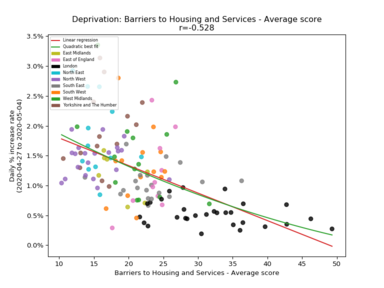 Deprivation: Barriers to Housing and Services - Average score
r=-0.528
3.5%
3.0%
2.5%
2.0%
1.5%
1.0%
0.5%
0.0%
Daily % increase rate
(2020-04-27 to 2020-05-04)
Linear regression
Quadratic best fit
East Midlands
East of England
London
North East
North West
South East
South West
West Midlands
Yorkshire and The Humber
10 15 20 25 30 35 40 45 50
Barriers to Housing and Services - Average score